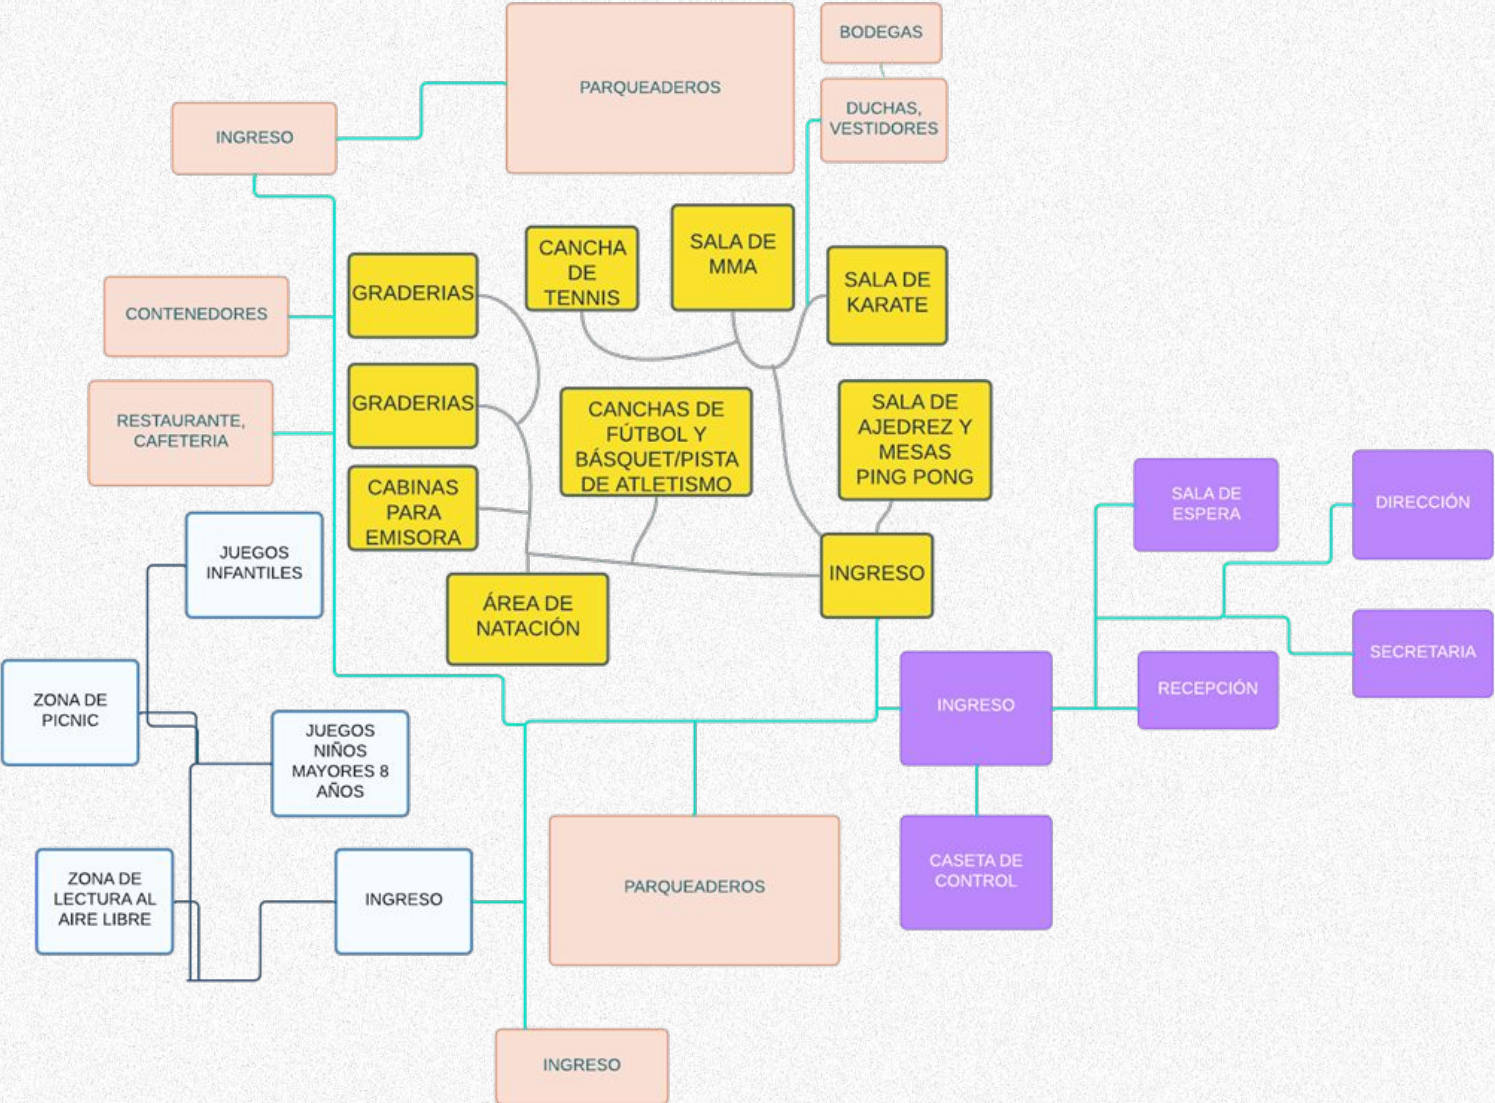 BODEGAS
PARQUEADEROS
DUCHAS,
VESTIDORES
INGRESO
CANCHA
DE
TENNIS
SALA DE
MMA
SALA DE
KARATE
GRADERIAS
CONTENEDORES
GRADERIAS
RESTAURANTE,
CAFETERIA
CANCHAS DE
FÚTBOL Y
BÁSQUET/PISTA
DE ATLETISMO
SALA DE
AJEDREZ Y
MESAS
PING PONG
CABINAS
PARA
EMISORA
SALA DE
ESPERA
DIRECCIÓN
JUEGOS
INFANTILES
INGRESO
ÁREA DE
NATACIÓN
SECRETARIA
RECEPCIÓN
INGRESO
ZONA DE
PICNIC
JUEGOS
NIÑOS
MAYORES 8
AÑOS
CASETA DE
CONTROL
PARQUEADEROS
ZONA DE
LECTURA AL
AIRE LIBRE
INGRESO
INGRESO